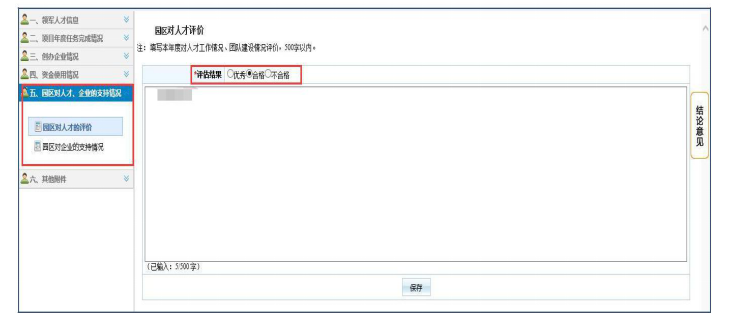 一、领军人才信息
二、项目年度任务完成情况
三、创办企业情况
四、资金使用情况
五、园区对人才、企业的支持情况
园区对人才的评价
园区对企业的支持情况
六、其他附件
园区对人才评价
注：填写本年度对人才工作情况、团队建设情况评价。500字以内。
*评估结果 优秀 合格 不合格
(已输入：5/500字)
保存
结论意见